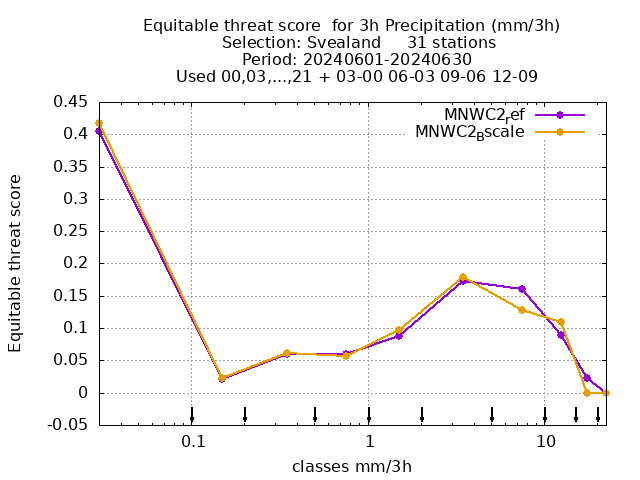 Equitable threat score  for 3h Precipitation (mm/3h)
Selection: Svealand     31 stations
Period: 20240601-20240630
Used 00,03,...,21 + 03-00 06-03 09-06 12-09
MNWC2ref
MNWC2Bscale
0.45
0.4
0.35
0.3
0.25
0.2
0.15
0.1
0.05
0
-0.05
Equitable threat score
0.1 1 10
classes mm/3h